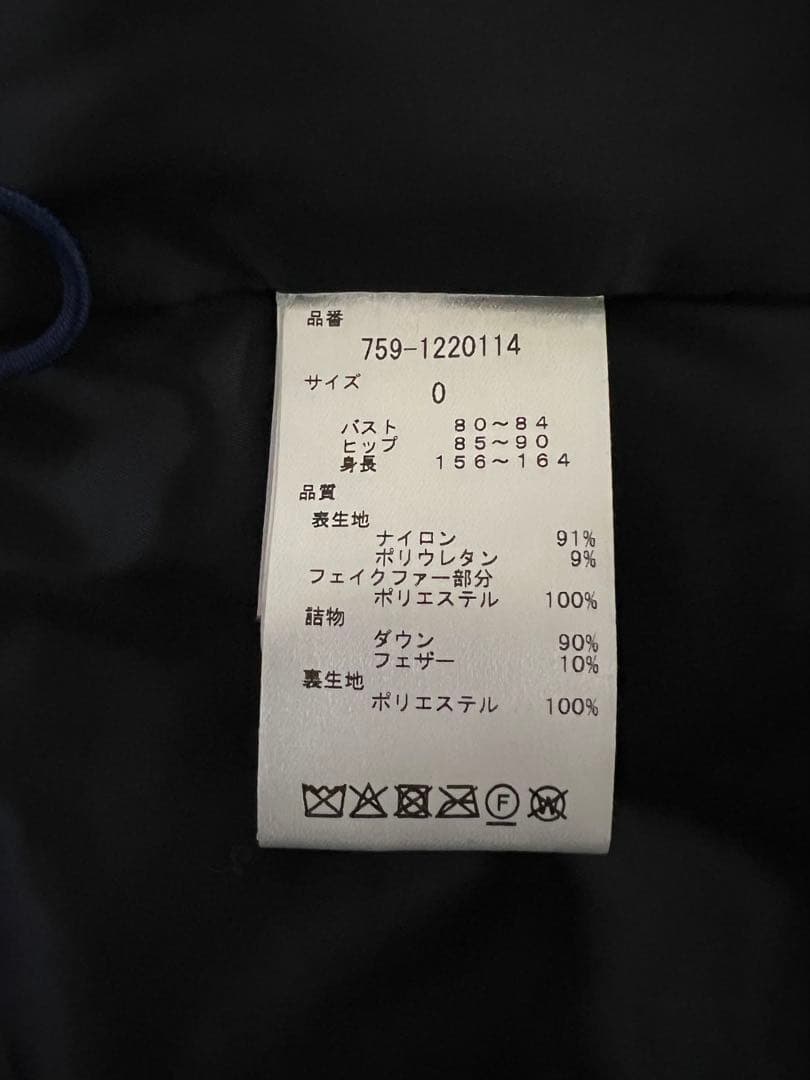 品番
759-1220114
サイズ
0
バスト 80～84
ヒップ 85～90
身長 156～164
品質
表生地
ナイロン 91%
ポリウレタン 9%
フェイクファー部分
ポリエステル 100%
詰物
ダウン 90%
フェザー 10%
裏生地
ポリエステル 100%
F W